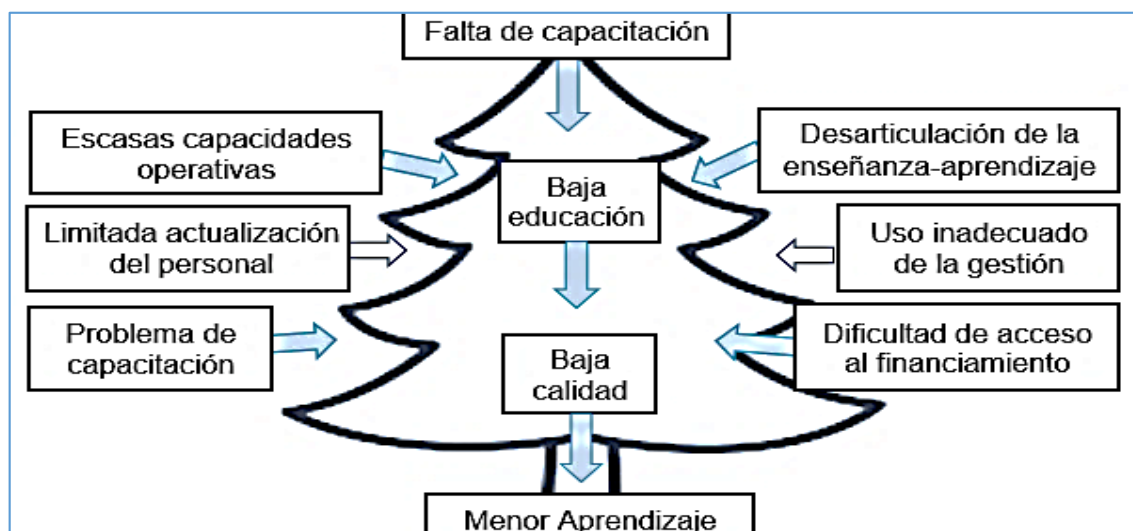 Falta de capacitación
Escasas capacidades
operativas
Desarticulación de la
enseñanza-aprendizaje
Baja
educación
Limitada actualización
del personal
Uso inadecuado
de la gestión
Problema de
capacitación
Dificultad de acceso
al financiamiento
Baja
calidad
Menor Aprendizaje